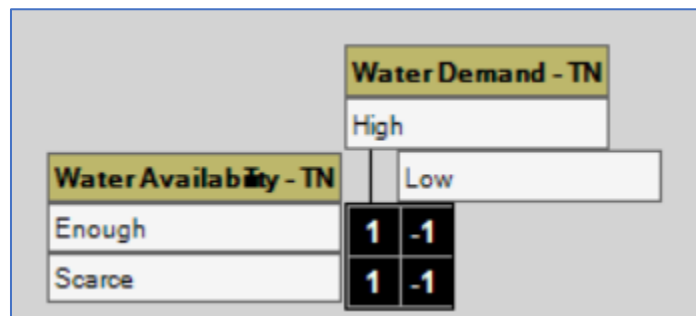 Water Demand - TN
High
Water Availability - TN
Low
Enough
1 -1
Scarce
1 -1